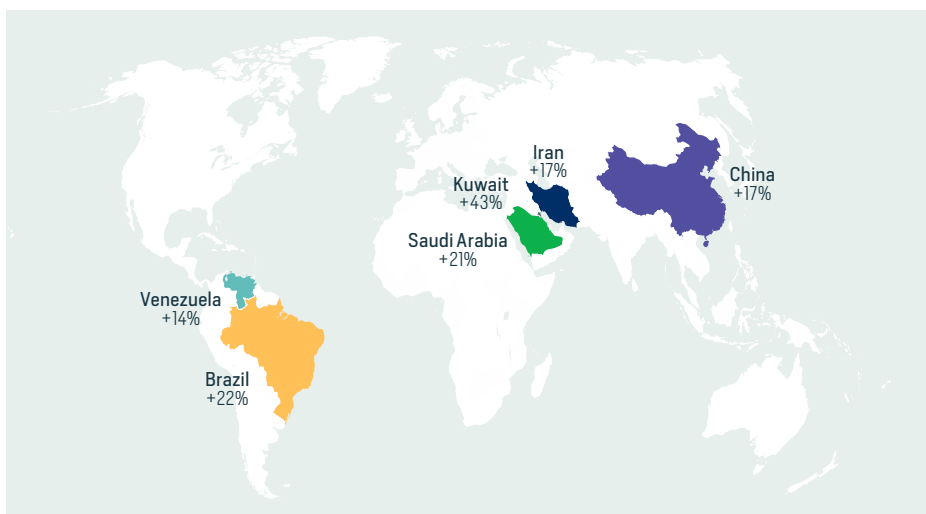 Iran
+17%
China
+17%
Kuwait
+43%
Saudi Arabia
+21%
Venezuela
+14%
Brazil
+22%